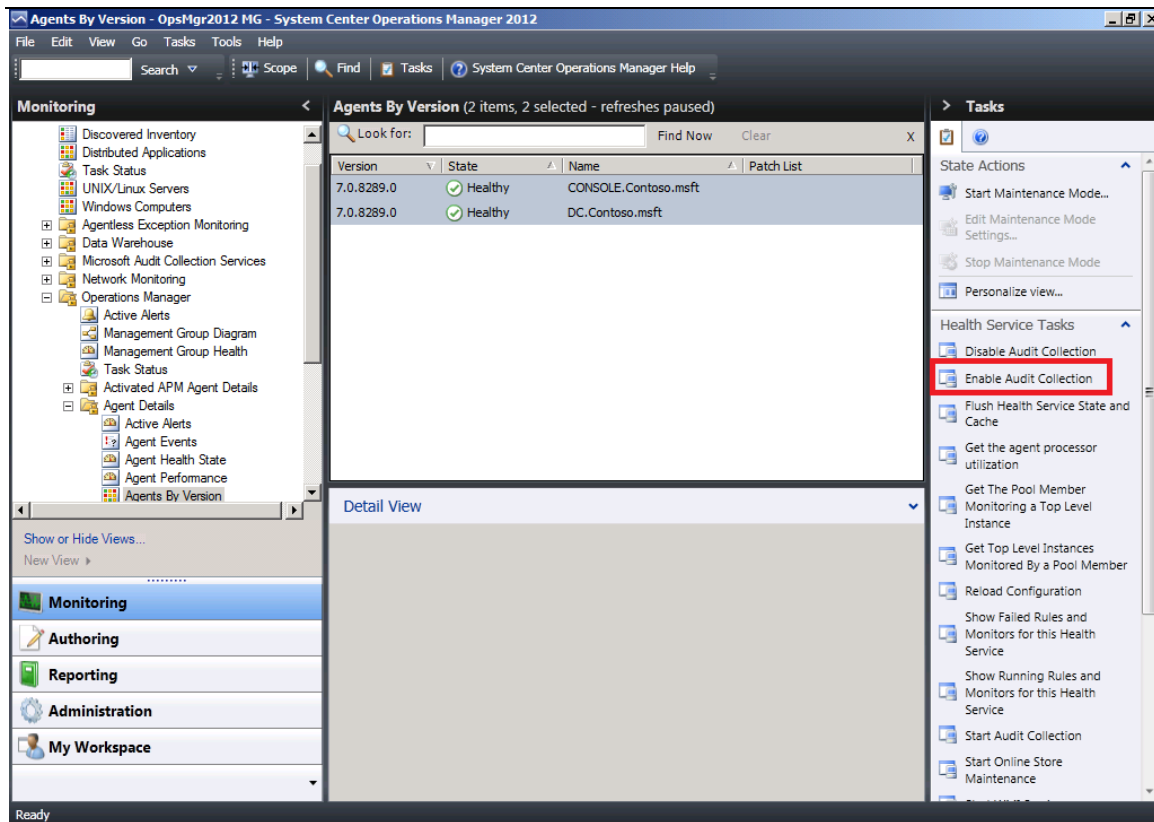 Agents By Version - OpsMgr2012 MG - System Center Operations Manager 2012
File Edit View Go Tasks Tools Help
Search Scope Find Tasks System Center Operations Manager Help
Monitoring
Discovered Inventory
Distributed Applications
Task Status
UNIX/Linux Servers
Windows Computers
Agentless Exception Monitoring
Data Warehouse
Microsoft Audit Collection Services
Network Monitoring
Operations Manager
Active Alerts
Management Group Diagram
Management Group Health
Task Status
Activated APM Agent Details
Agent Details
Active Alerts
Agent Events
Agent Health State
Agent Performance
Agents By Version
Show or Hide Views...
New View
Monitoring
Authoring
Reporting
Administration
My Workspace
Agents By Version (2 items, 2 selected - refreshes paused)
Look for: Find Now Clear X
Version State Name Patch List
7.0.8289.0 Healthy CONSOLE.Contoso.msft
7.0.8289.0 Healthy DC.Contoso.msft
Detail View
Tasks
State Actions
Start Maintenance Mode...
Edit Maintenance Mode
Settings...
Stop Maintenance Mode
Personalize view...
Health Service Tasks
Disable Audit Collection
Enable Audit Collection
Flush Health Service State and
Cache
Get the agent processor
utilization
Get The Pool Member
Monitoring a Top Level
Instance
Get Top Level Instances
Monitored By a Pool Member
Reload Configuration
Show Failed Rules and
Monitors for this Health
Service
Show Running Rules and
Monitors for this Health
Service
Start Audit Collection
Start Online Store
Maintenance
Ready